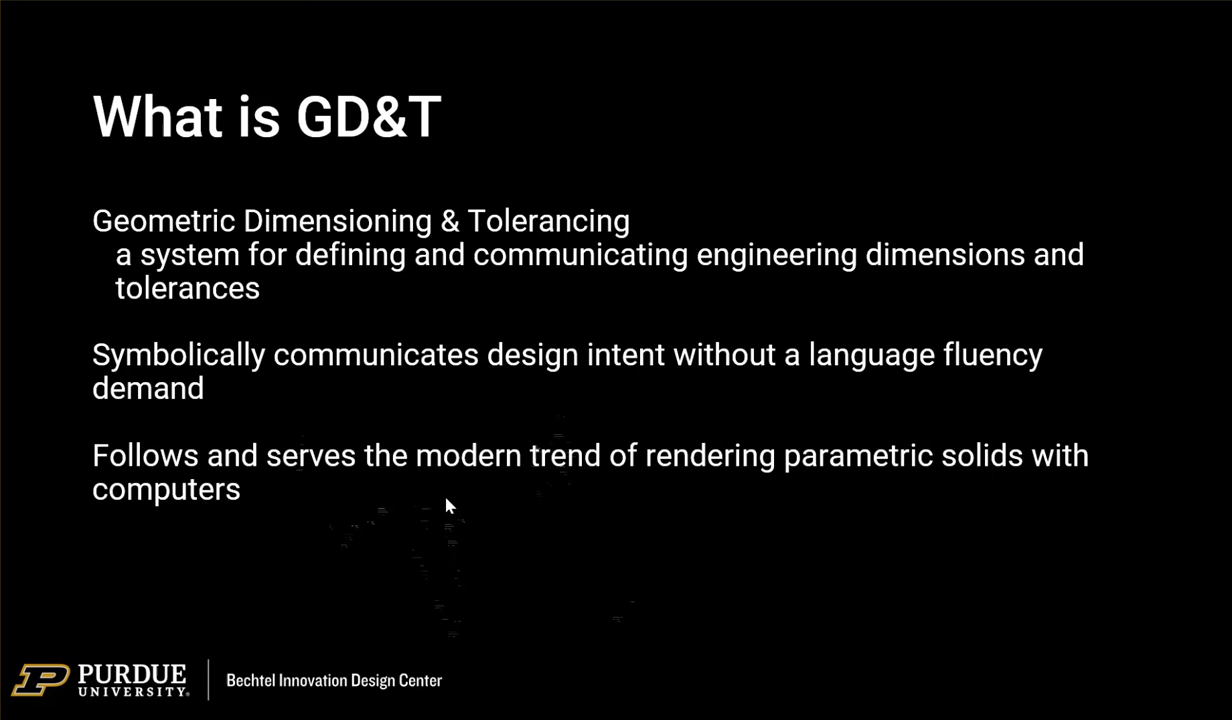 What is GD&T
Geometric Dimensioning & Tolerancing
a system for defining and communicating engineering dimensions and
tolerances
Symbolically communicates design intent without a language fluency
demand
Follows and serves the modern trend of rendering parametric solids with
computers
PURDUE
UNIVERSITY®
Bechtel Innovation Design Center